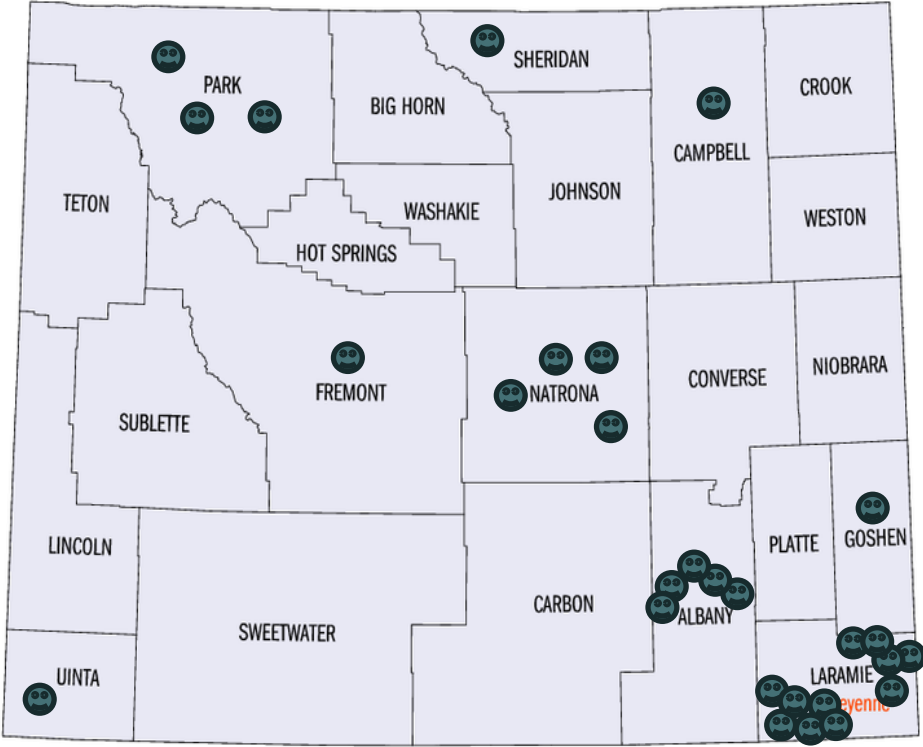 SHERIDAN
PARK
CROOK
BIG HORN
CAMPBELL
JOHNSON
TETON
WASHAKIE
WESTON
HOT SPRINGS
NIOBRARA
CONVERSE
FREMONT
NATRONA
SUBLETTE
GOSHEN
PLATTE
LINCOLN
CARBON
ALBANY
SWEETWATER
LARAMIE
UINTA
eyenne